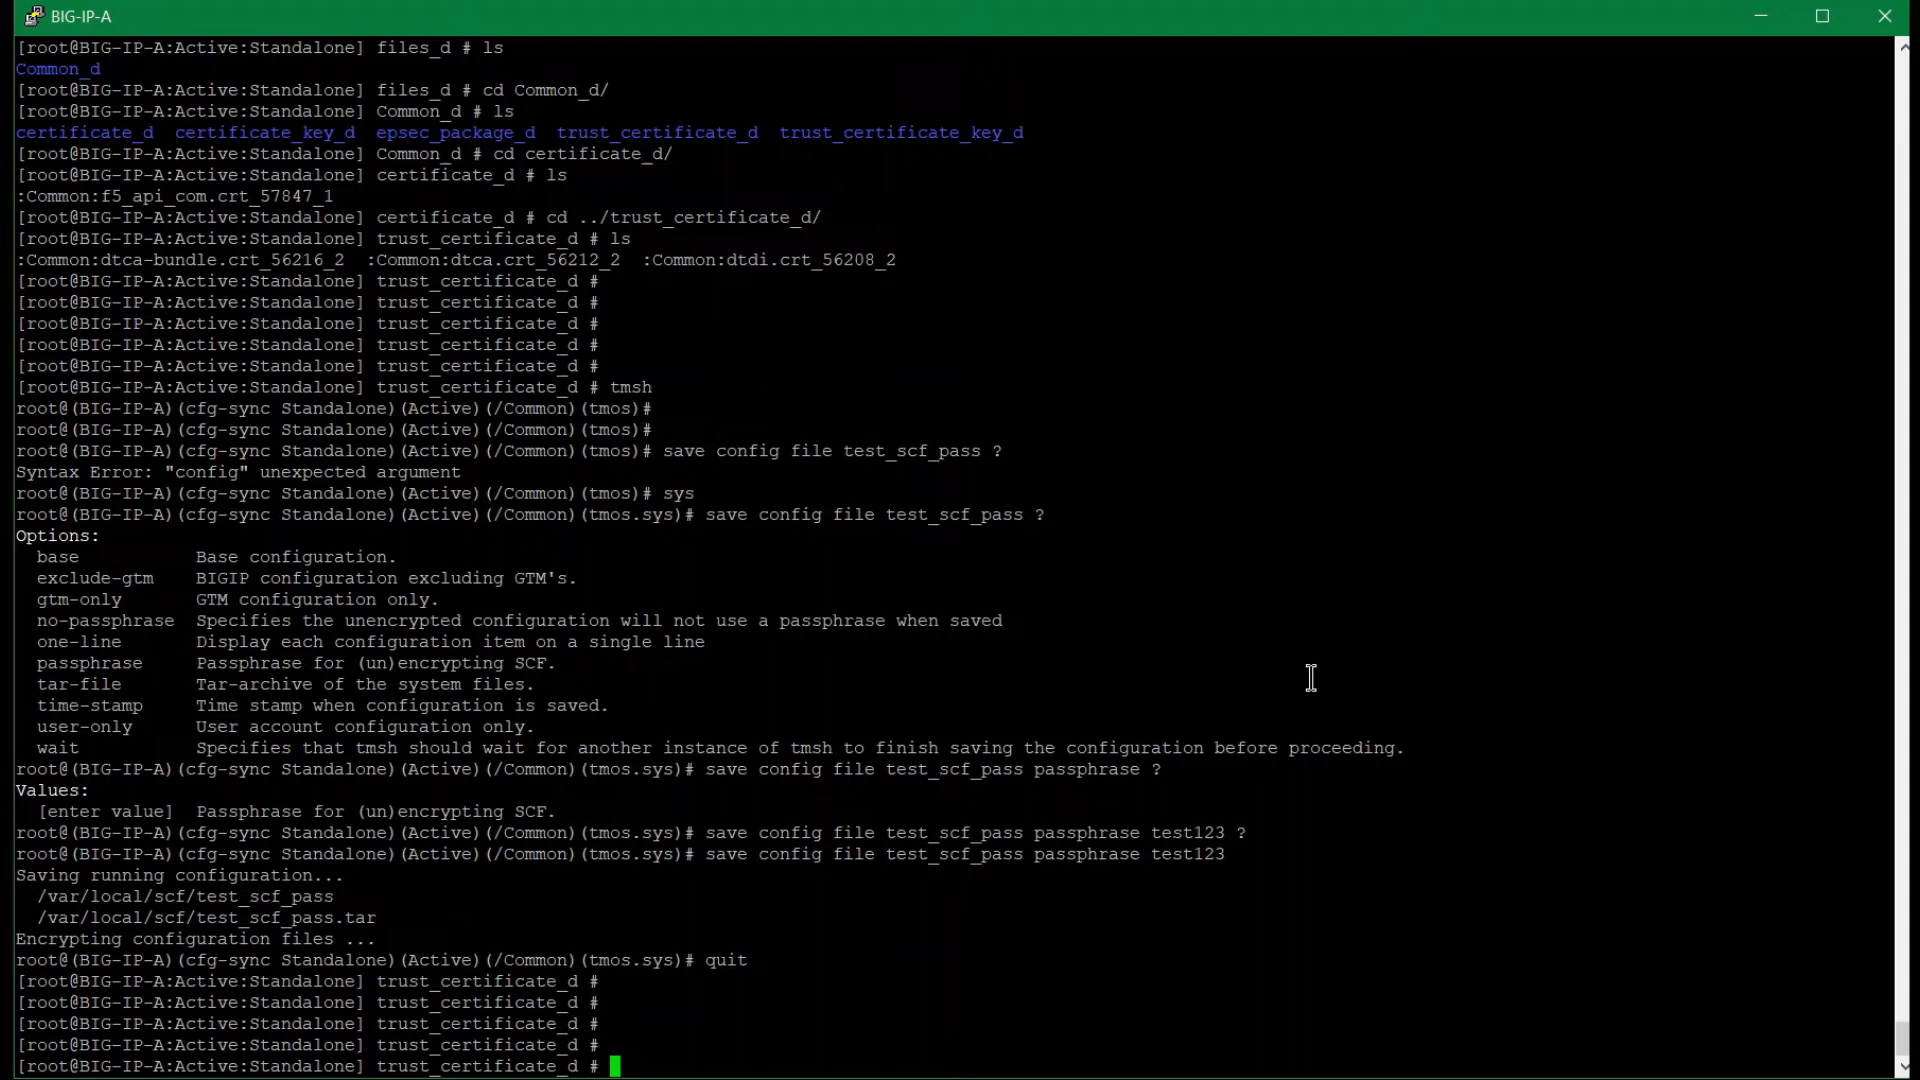 BIG-IP-A
[root@BIG-IP-A:Active:Standalone] files_d # ls
Common_d
[root@BIG-IP-A:Active:Standalone] files_d # cd Common_d/
[root@BIG-IP-A:Active:Standalone] Common_d # ls
certificate_d  certificate_key_d  epsec_package_d  trust_certificate_d  trust_certificate_key_d
[root@BIG-IP-A:Active:Standalone] Common_d # cd certificate_d/
[root@BIG-IP-A:Active:Standalone] certificate_d # ls
:Common:f5_api_com.crt_57847_1
[root@BIG-IP-A:Active:Standalone] certificate_d # cd ../trust_certificate_d/
[root@BIG-IP-A:Active:Standalone] trust_certificate_d # ls
:Common:dtca-bundle.crt_56216_2  :Common:dtca.crt_56212_2  :Common:dtdi.crt_56208_2
[root@BIG-IP-A:Active:Standalone] trust_certificate_d #
[root@BIG-IP-A:Active:Standalone] trust_certificate_d #
[root@BIG-IP-A:Active:Standalone] trust_certificate_d #
[root@BIG-IP-A:Active:Standalone] trust_certificate_d #
[root@BIG-IP-A:Active:Standalone] trust_certificate_d #
[root@BIG-IP-A:Active:Standalone] trust_certificate_d # tmsh
root@(BIG-IP-A)(cfg-sync Standalone)(Active)(/Common)(tmos)#
root@(BIG-IP-A)(cfg-sync Standalone)(Active)(/Common)(tmos)#
root@(BIG-IP-A)(cfg-sync Standalone)(Active)(/Common)(tmos)# save config file test_scf_pass ?
Syntax Error: "config" unexpected argument
root@(BIG-IP-A)(cfg-sync Standalone)(Active)(/Common)(tmos)# sys
root@(BIG-IP-A)(cfg-sync Standalone)(Active)(/Common)(tmos.sys)# save config file test_scf_pass ?
Options:
  base           Base configuration.
  exclude-gtm    BIGIP configuration excluding GTM's.
  gtm-only       GTM configuration only.
  no-passphrase  Specifies the unencrypted configuration will not use a passphrase when saved
  one-line       Display each configuration item on a single line
  passphrase     Passphrase for (un)encrypting SCF.
  tar-file       Tar-archive of the system files.
  time-stamp     Time stamp when configuration is saved.
  user-only      User account configuration only.
  wait           Specifies that tmsh should wait for another instance of tmsh to finish saving the configuration before proceeding.
root@(BIG-IP-A)(cfg-sync Standalone)(Active)(/Common)(tmos.sys)# save config file test_scf_pass passphrase ?
Values:
  [enter value]  Passphrase for (un)encrypting SCF.
root@(BIG-IP-A)(cfg-sync Standalone)(Active)(/Common)(tmos.sys)# save config file test_scf_pass passphrase test123 ?
root@(BIG-IP-A)(cfg-sync Standalone)(Active)(/Common)(tmos.sys)# save config file test_scf_pass passphrase test123
Saving running configuration...
  /var/local/scf/test_scf_pass
  /var/local/scf/test_scf_pass.tar
Encrypting configuration files ...
root@(BIG-IP-A)(cfg-sync Standalone)(Active)(/Common)(tmos.sys)# quit
[root@BIG-IP-A:Active:Standalone] trust_certificate_d #
[root@BIG-IP-A:Active:Standalone] trust_certificate_d #
[root@BIG-IP-A:Active:Standalone] trust_certificate_d #
[root@BIG-IP-A:Active:Standalone] trust_certificate_d #
[root@BIG-IP-A:Active:Standalone] trust_certificate_d #